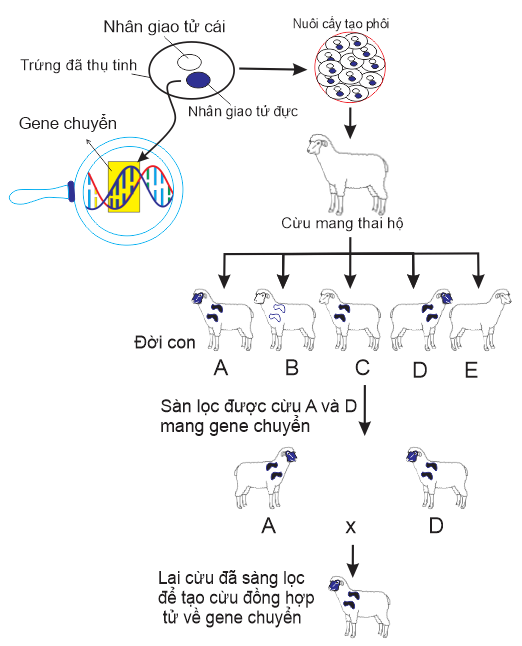 Nhân giao tử cái
Trứng đã thụ tinh
Nuôi cấy tạo phôi
Nhân giao tử đực
Gene chuyển
Cừu mang thai hộ
Đời con
A B C D E
Sàn lọc được cừu A và D
mang gene chuyển
A x D
Lai cừu đã sàng lọc
để tạo cừu đồng hợp
tử về gene chuyển